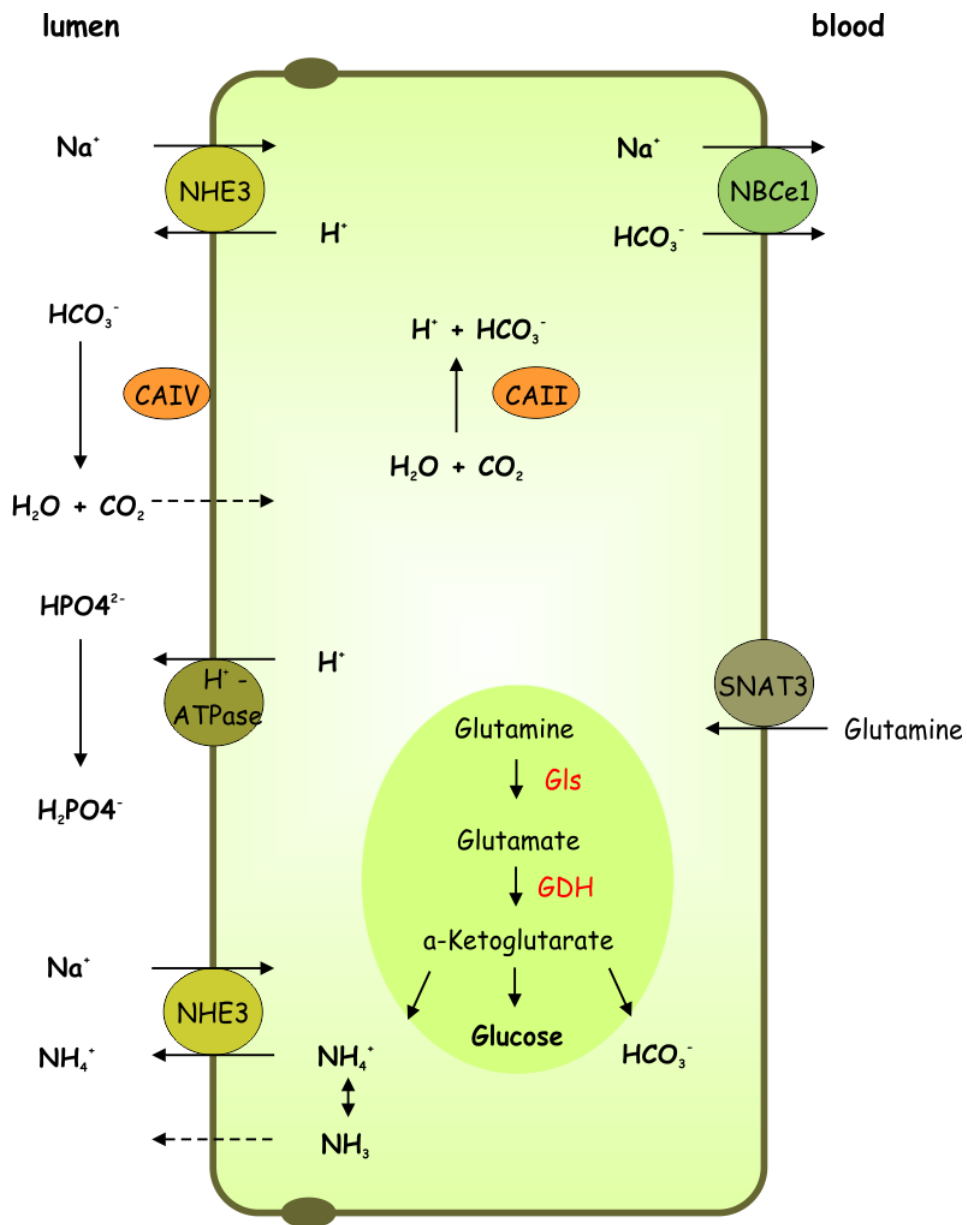 lumen
blood
Na⁺
Na⁺
NHE3
NBCe1
H⁺
HCO₃⁻
HCO₃⁻
H⁺ + HCO₃⁻
CAIV
CAII
H₂O + CO₂
H₂O + CO₂
HPO4²⁻
H⁺
H⁺ -
ATPase
SNAT3
Glutamine
Glutamine
Gls
H₂PO4⁻
Glutamate
GDH
α-Ketoglutarate
Na⁺
NHE3
Glucose
NH₄⁺
NH₄⁺
HCO₃⁻
NH₃